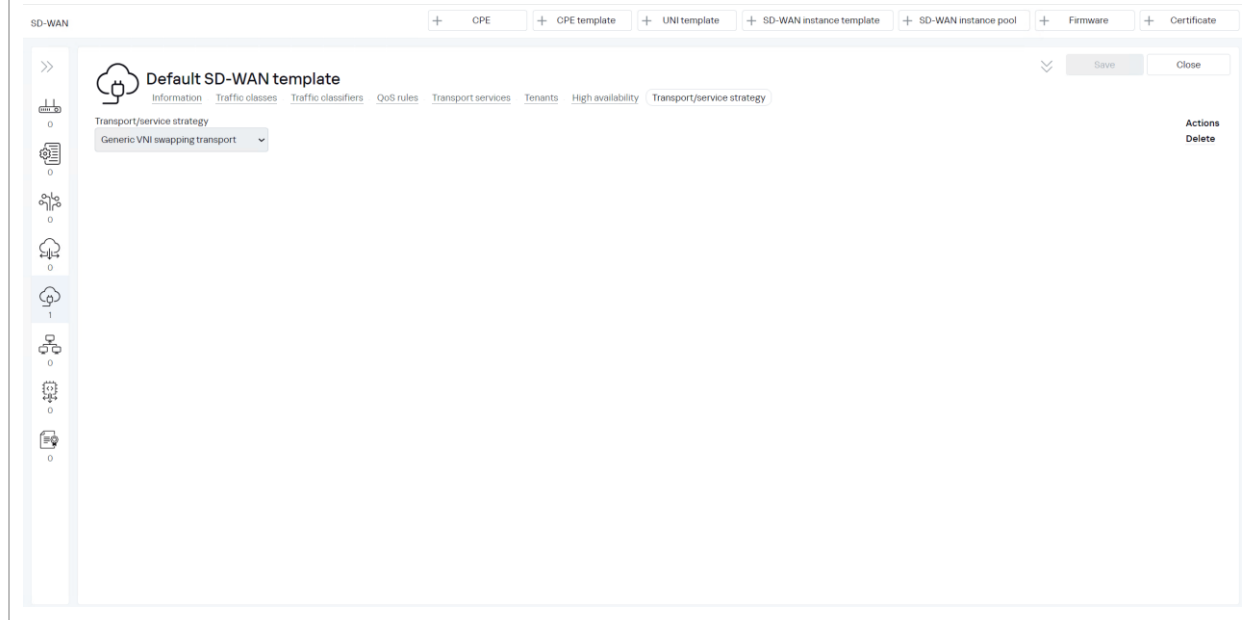 SD-WAN
+ CPE
+ CPE template
+ UNI template
+ SD-WAN instance template
+ SD-WAN instance pool
+ Firmware
+ Certificate
Default SD-WAN template
Save
Close
Information Traffic classes Traffic classifiers QoS rules Transport services Tenants High availability Transport/service strategy
Transport/service strategy
Actions
Generic VNI swapping transport
Delete
0
0
0
0
1
0
0
0